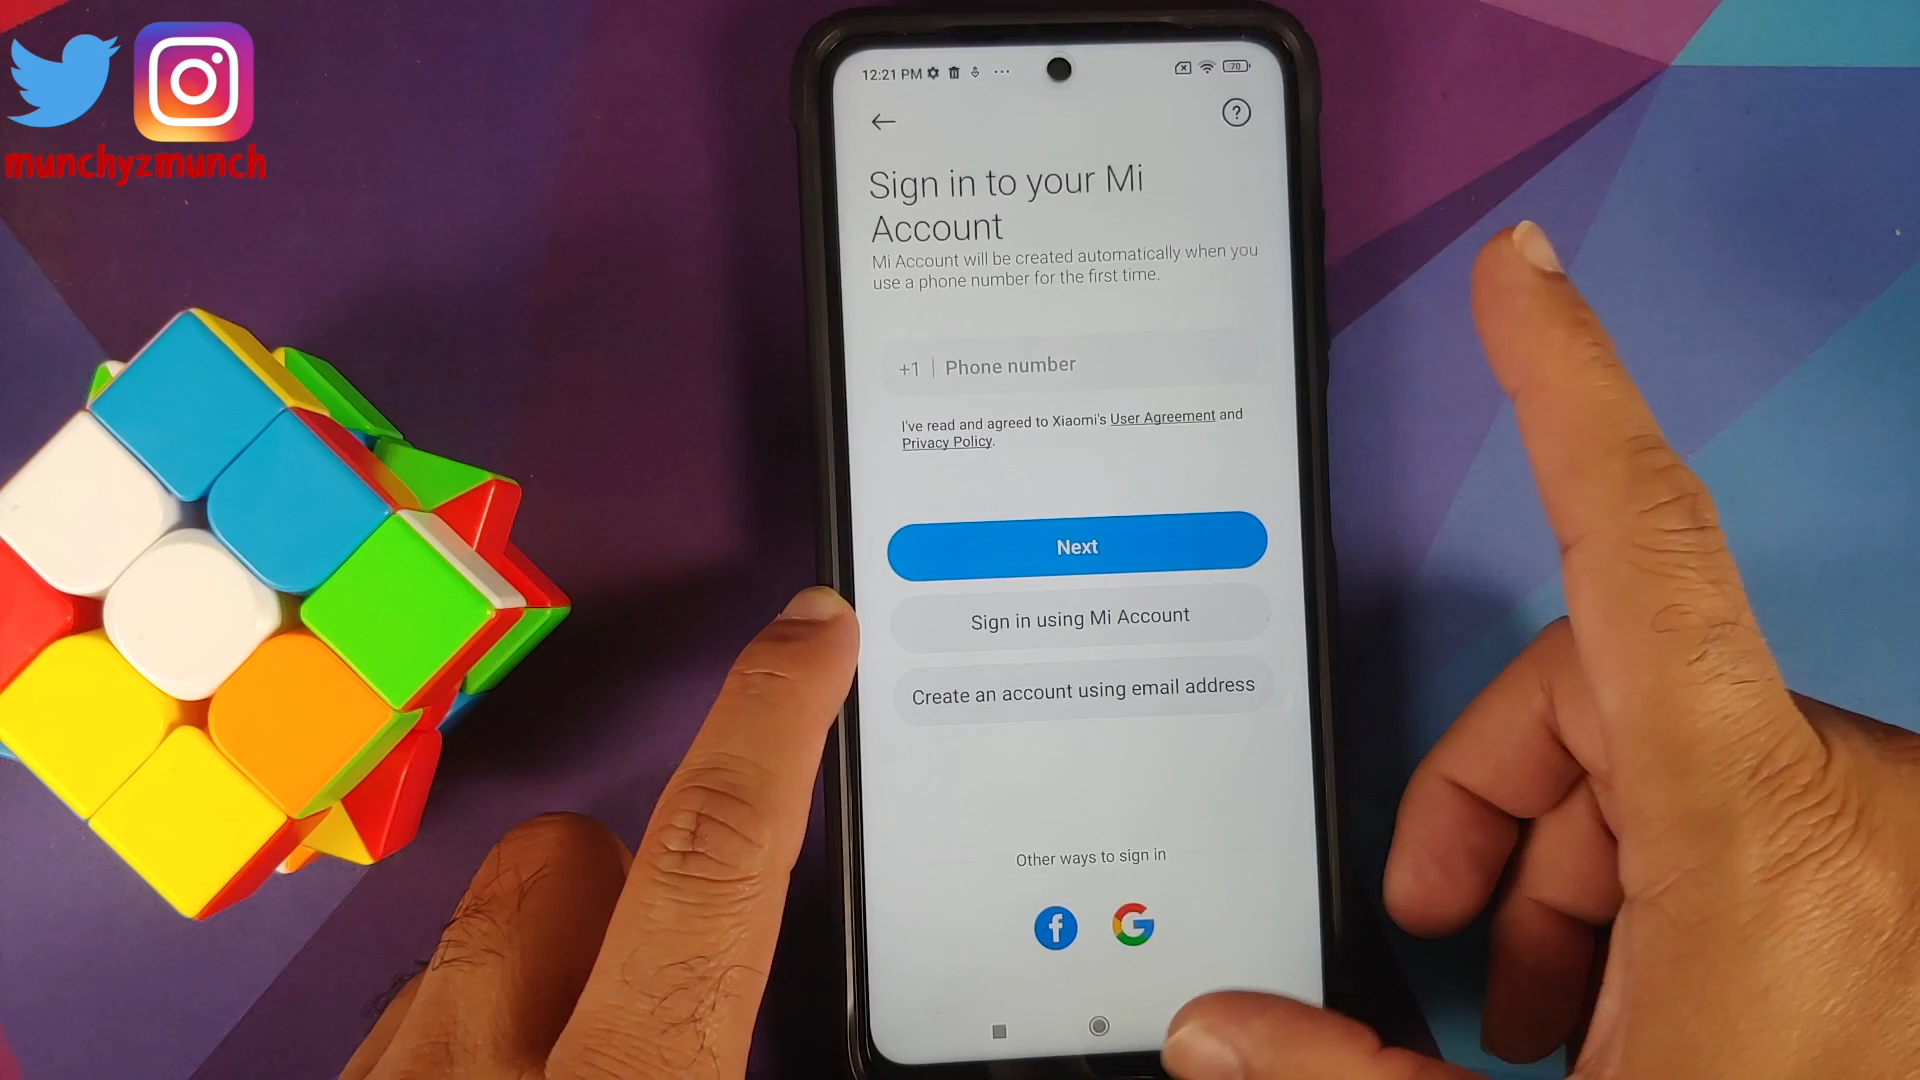 munchyzmunch
12:21 PM
70
Sign in to your Mi
Account
Mi Account will be created automatically when you
use a phone number for the first time.
+1 Phone number
I've read and agreed to Xiaomi's User Agreement and
Privacy Policy.
Next
Sign in using Mi Account
Create an account using email address
Other ways to sign in